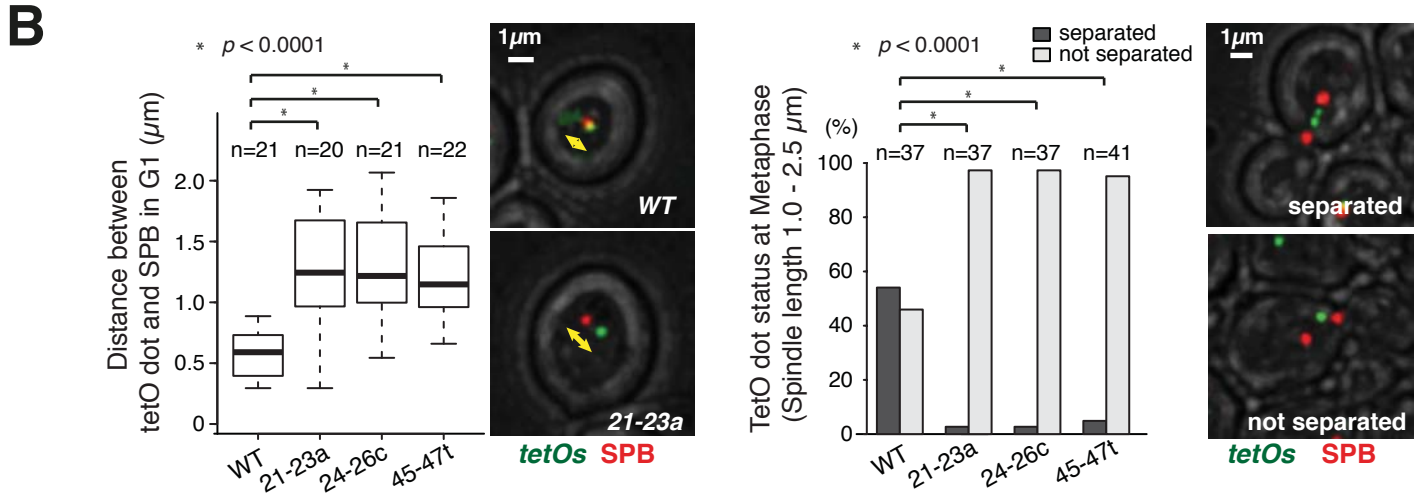 B
* p < 0.0001
*
*
*
n=21 n=20 n=21 n=22
Distance between
tetO dot and SPB in G1 (µm)
2.0
1.5
1.0
0.5
0
WT
21-23a
24-26c
45-47t
1µm
WT
21-23a
tetOs SPB
* p < 0.0001
separated
not separated
*
*
*
(%)
n=37 n=37 n=37 n=41
TetO dot status at Metaphase
(Spindle length 1.0 - 2.5 µm)
100
80
60
40
20
0
WT
21-23a
24-26c
45-47t
1µm
separated
not separated
tetOs SPB